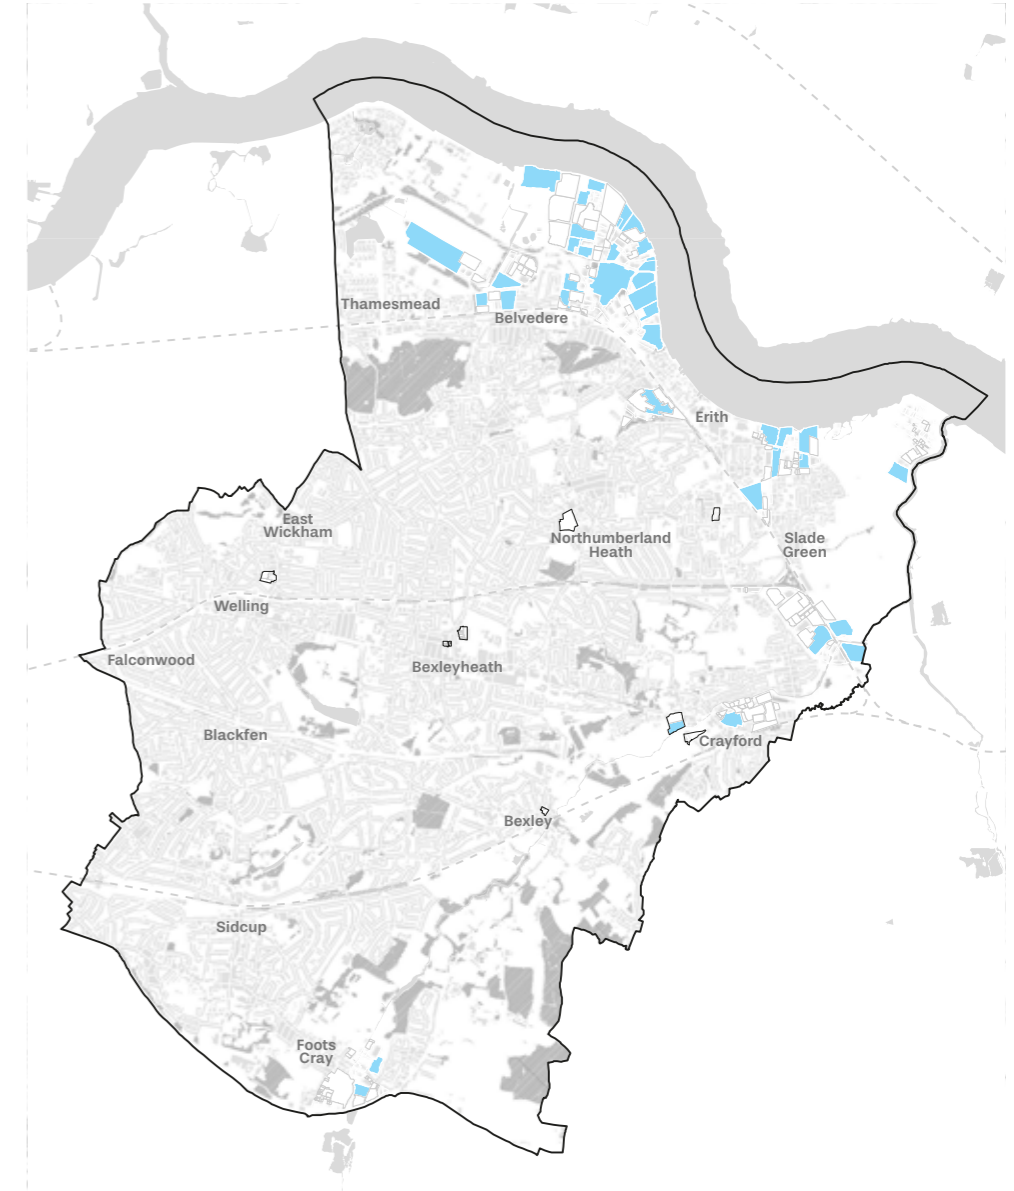 Thamesmead
Belvedere
Erith
East
Wickham
Northumberland
Heath
Slade
Green
Welling
Falconwood
Bexleyheath
Blackfen
Crayford
Bexley
Sidcup
Foots
Cray